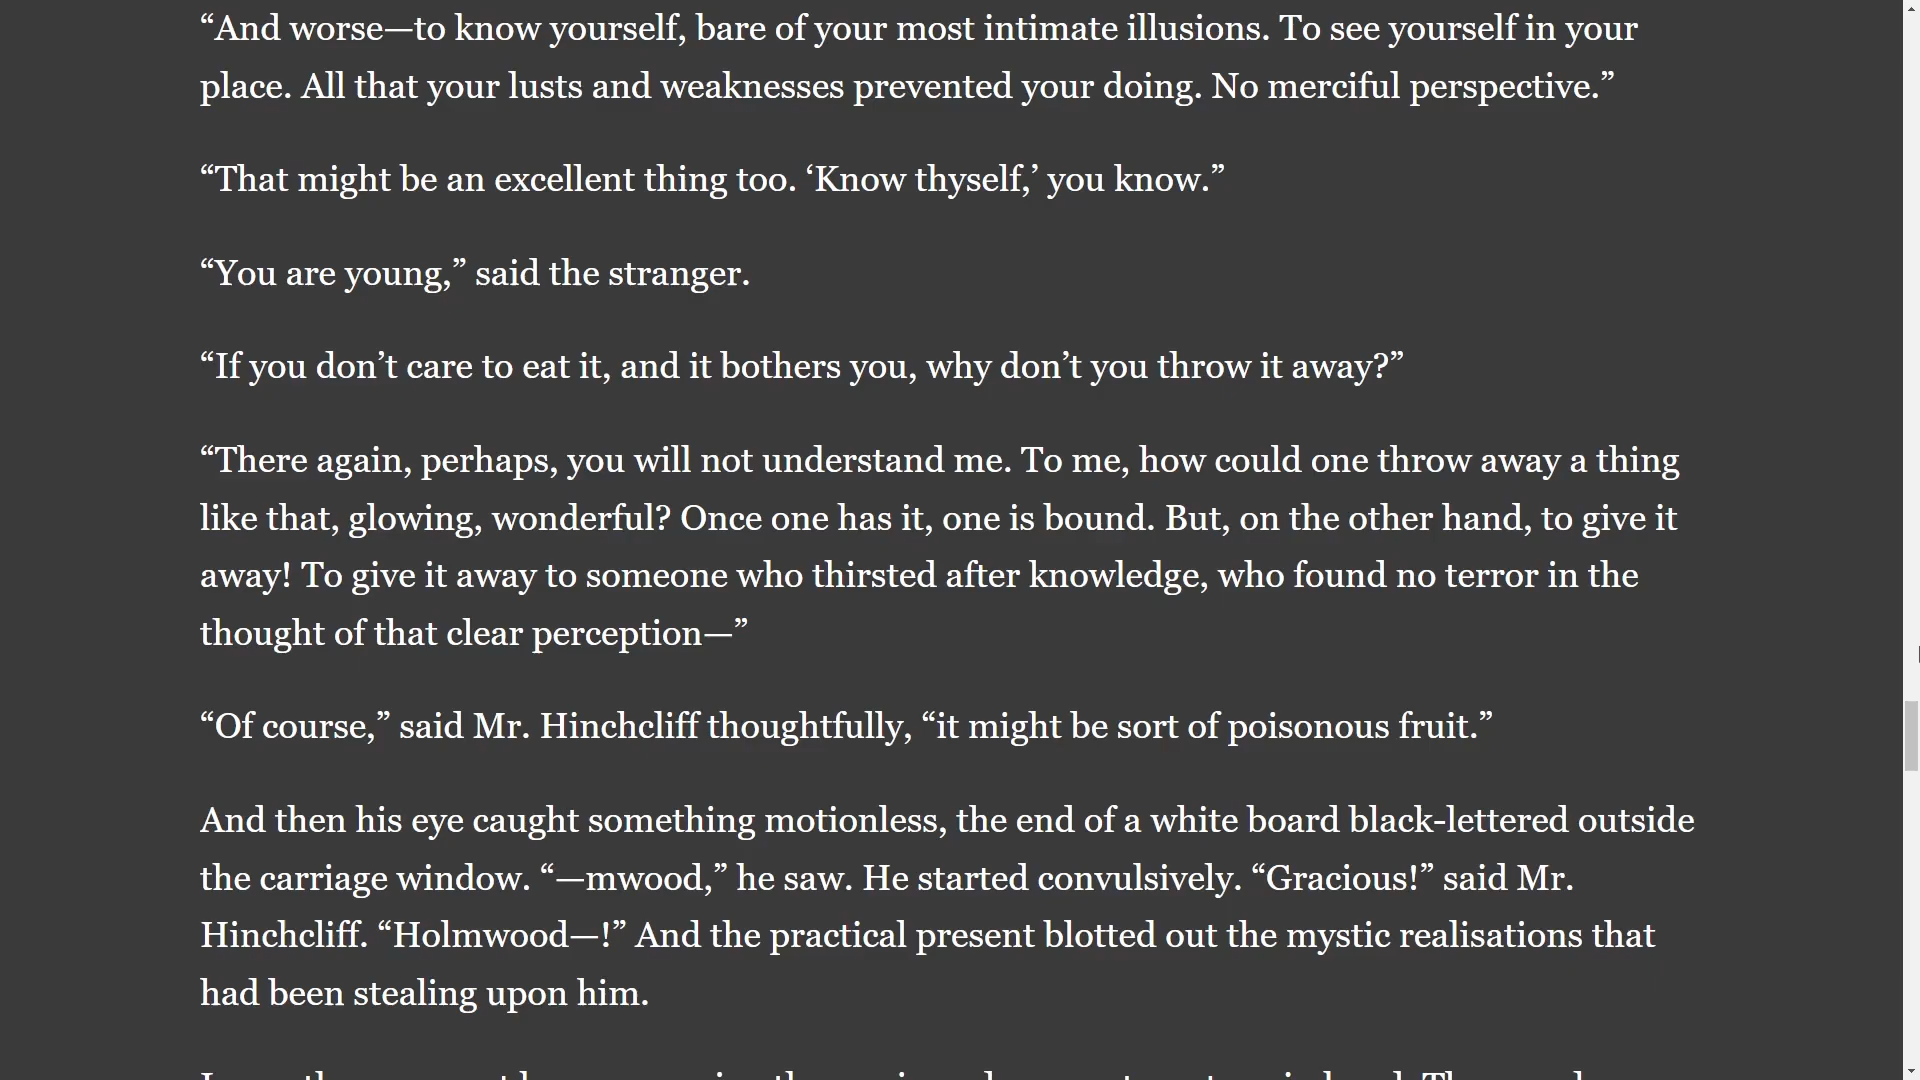 “And worse—to know yourself, bare of your most intimate illusions. To see yourself in your
place. All that your lusts and weaknesses prevented your doing. No merciful perspective.”
“That might be an excellent thing too. ‘Know thyself,’ you know.”
“You are young,” said the stranger.
“If you don’t care to eat it, and it bothers you, why don’t you throw it away?”
“There again, perhaps, you will not understand me. To me, how could one throw away a thing
like that, glowing, wonderful? Once one has it, one is bound. But, on the other hand, to give it
away! To give it away to someone who thirsted after knowledge, who found no terror in the
thought of that clear perception—”
“Of course,” said Mr. Hinchcliff thoughtfully, “it might be sort of poisonous fruit.”
And then his eye caught something motionless, the end of a white board black-lettered outside
the carriage window. “—mwood,” he saw. He started convulsively. “Gracious!” said Mr.
Hinchcliff. “Holmwood—!” And the practical present blotted out the mystic realisations that
had been stealing upon him.